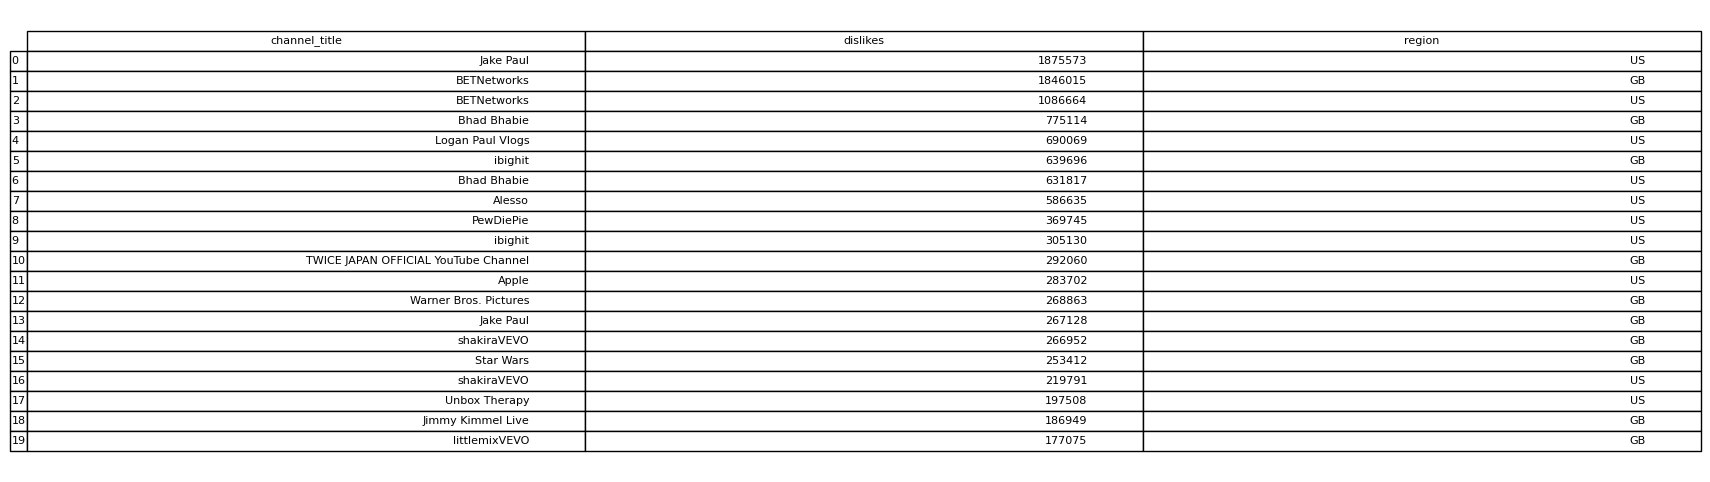 channel_title dislikes region
0 Jake Paul 1875573 US
1 BETNetworks 1846015 GB
2 BETNetworks 1086664 US
3 Bhad Bhabie 775114 GB
4 Logan Paul Vlogs 690069 US
5 ibighit 639696 GB
6 Bhad Bhabie 631817 US
7 Alesso 586635 US
8 PewDiePie 369745 US
9 ibighit 305130 US
10 TWICE JAPAN OFFICIAL YouTube Channel 292060 GB
11 Apple 283702 US
12 Warner Bros. Pictures 268863 GB
13 Jake Paul 267128 GB
14 shakiraVEVO 266952 GB
15 Star Wars 253412 GB
16 shakiraVEVO 219791 US
17 Unbox Therapy 197508 US
18 Jimmy Kimmel Live 186949 GB
19 littlemixVEVO 177075 GB